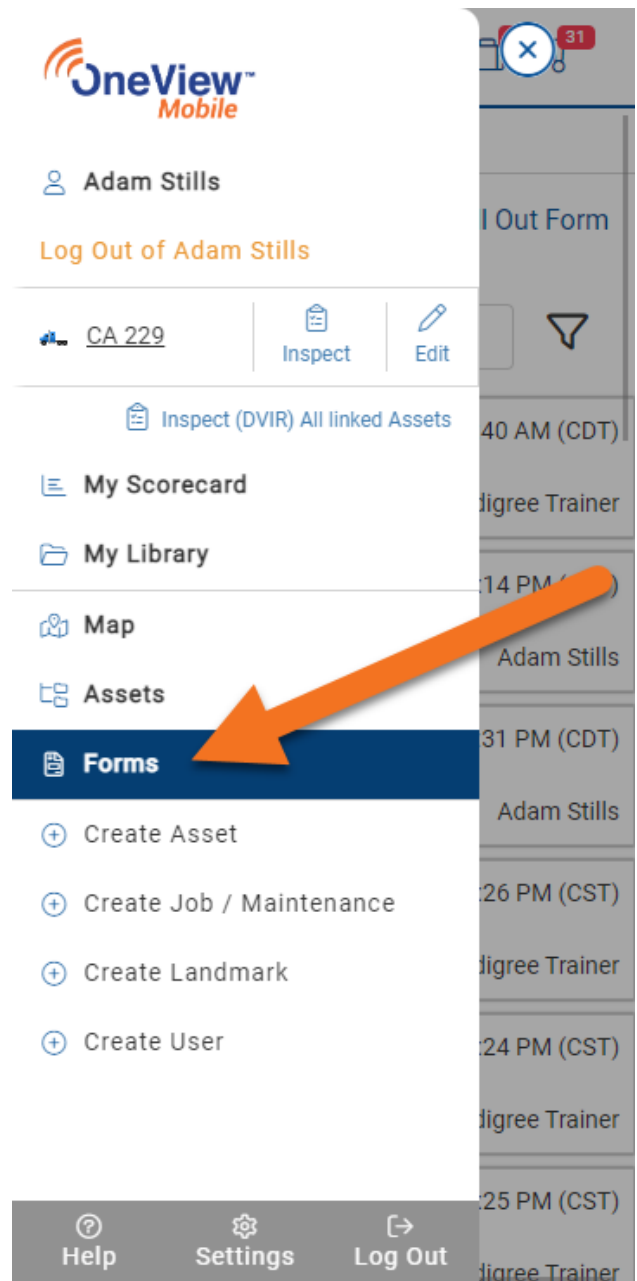 OneView™
Mobile
31
Adam Stills
Log Out of Adam Stills
l Out Form
CA 229
Inspect
Edit
Inspect (DVIR) All linked Assets
40 AM (CDT)
My Scorecard
digree Trainer
My Library
:14 PM
Map
Adam Stills
Assets
:31 PM (CDT)
Forms
Adam Stills
Create Asset
:26 PM (CST)
Create Job / Maintenance
digree Trainer
Create Landmark
Create User
:24 PM (CST)
digree Trainer
:25 PM (CST)
Help
Settings
Log Out
digree Trainer